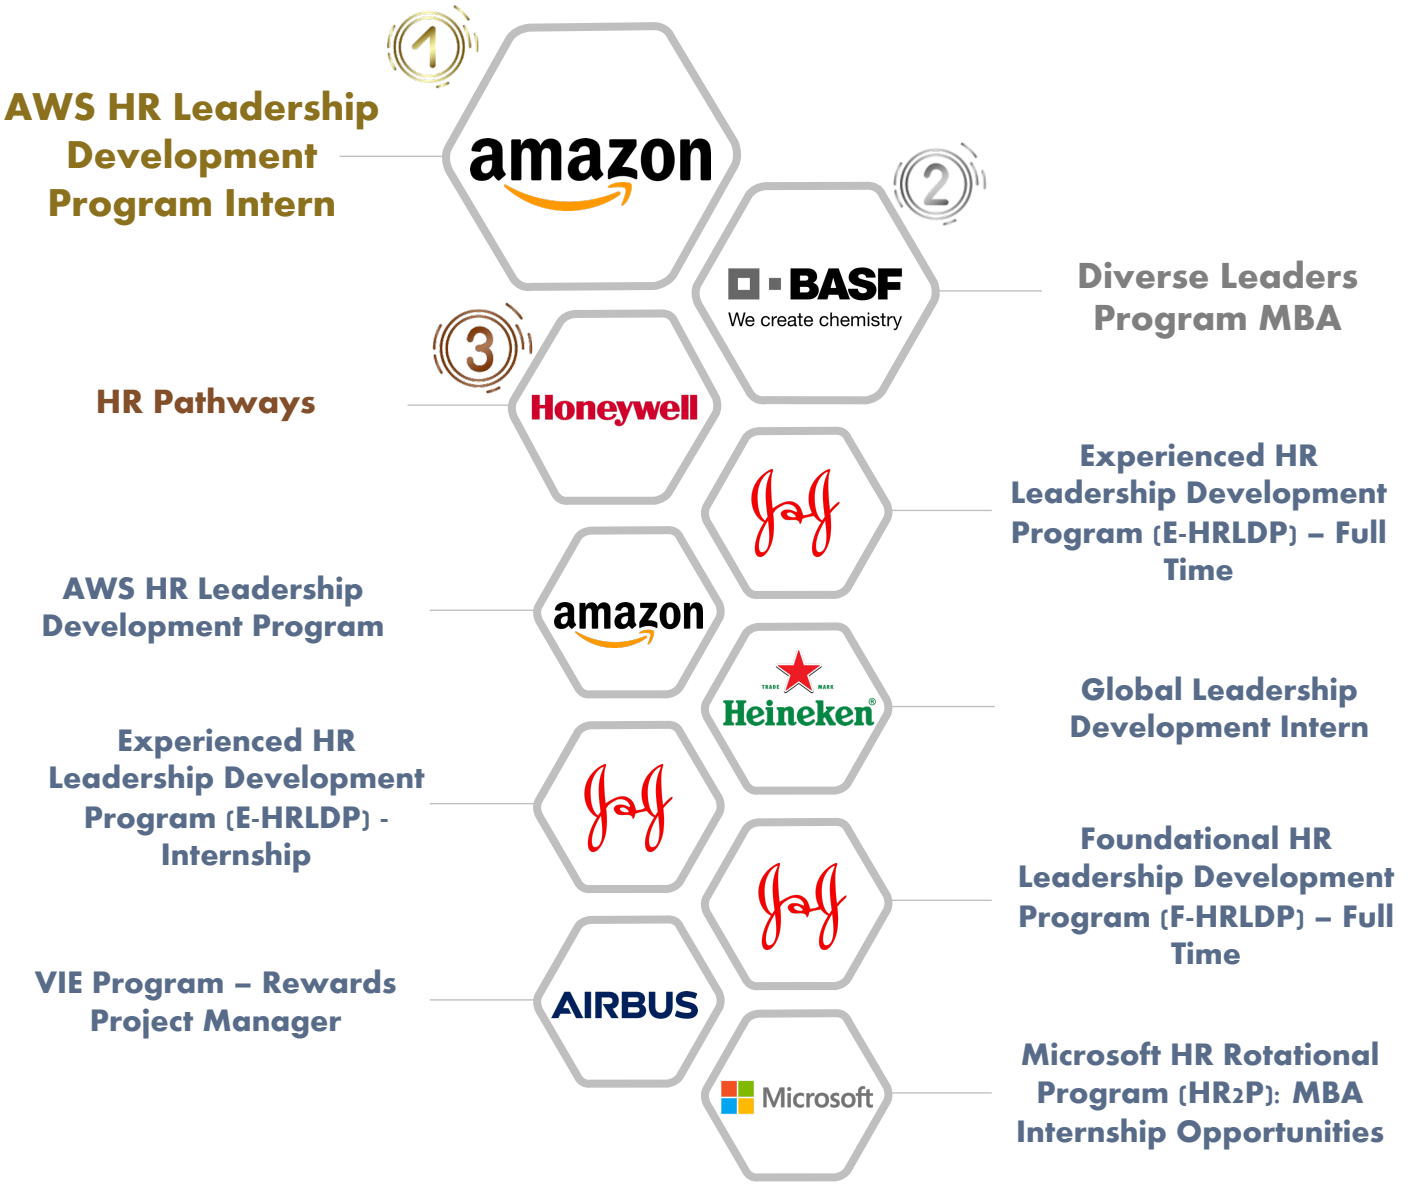 1
AWS HR Leadership
Development
Program Intern
amazon
2
BASF
We create chemistry
Diverse Leaders
Program MBA
3
HR Pathways
Honeywell
J&J
Experienced HR
Leadership Development
Program (E-HRLDP) – Full
Time
AWS HR Leadership
Development Program
amazon
TRADE MARK
Heineken®
Global Leadership
Development Intern
Experienced HR
Leadership Development
Program (E-HRLDP) -
Internship
J&J
J&J
Foundational HR
Leadership Development
Program (F-HRLDP) – Full
Time
VIE Program – Rewards
Project Manager
AIRBUS
Microsoft
Microsoft HR Rotational
Program (HR2P): MBA
Internship Opportunities